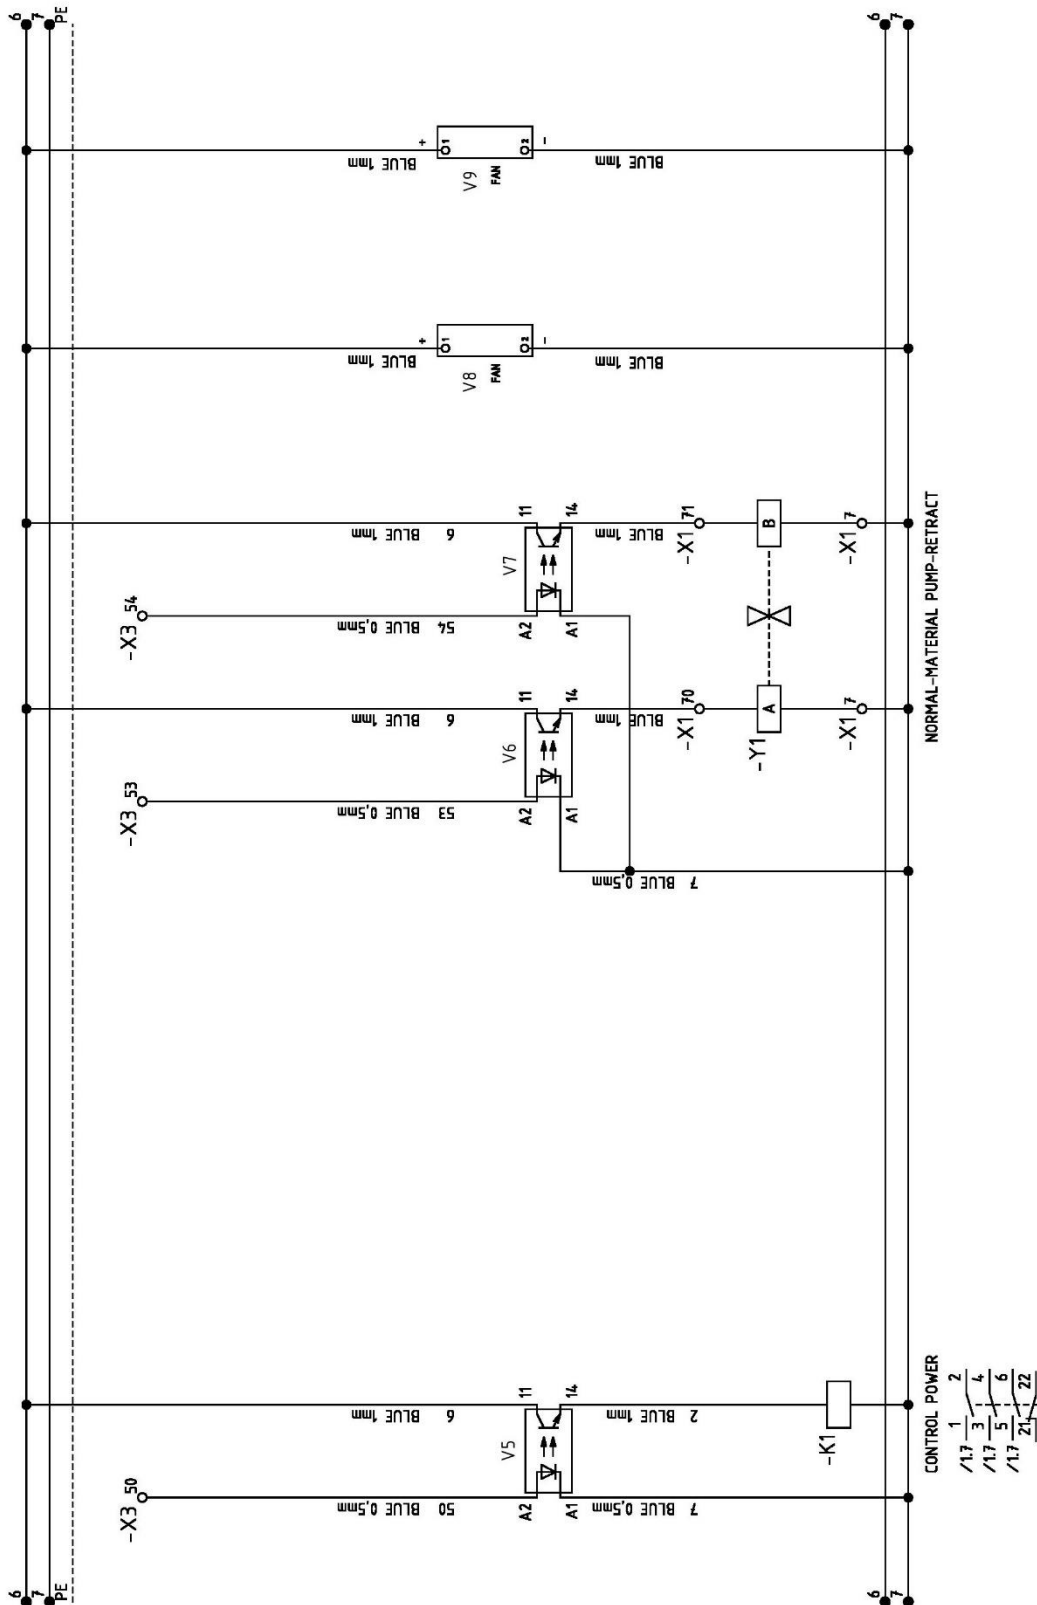 6
7
PE
6
7
PE
-X3 50
50 BLUE 0,5mm
6 BLUE 1mm
V5
A2
A1
11
14
7 BLUE 0,5mm
2 BLUE 1mm
-K1
-X3 53
53 BLUE 0,5mm
6 BLUE 1mm
V6
A2
A1
11
14
7 BLUE 0,5mm
BLUE 1mm
-X1 70
-Y1
A
-X1 7
-X3 54
54 BLUE 0,5mm
6 BLUE 1mm
V7
A2
A1
11
14
BLUE 1mm
-X1 71
B
-X1 7
BLUE 1mm
+
1
V8
FAN
2
-
BLUE 1mm
BLUE 1mm
+
1
V9
FAN
2
-
BLUE 1mm
6
7
6
7
CONTROL POWER
/1.7 1 2
/1.7 3 4
/1.7 5 6
21 22
NORMAL-MATERIAL PUMP-RETRACT